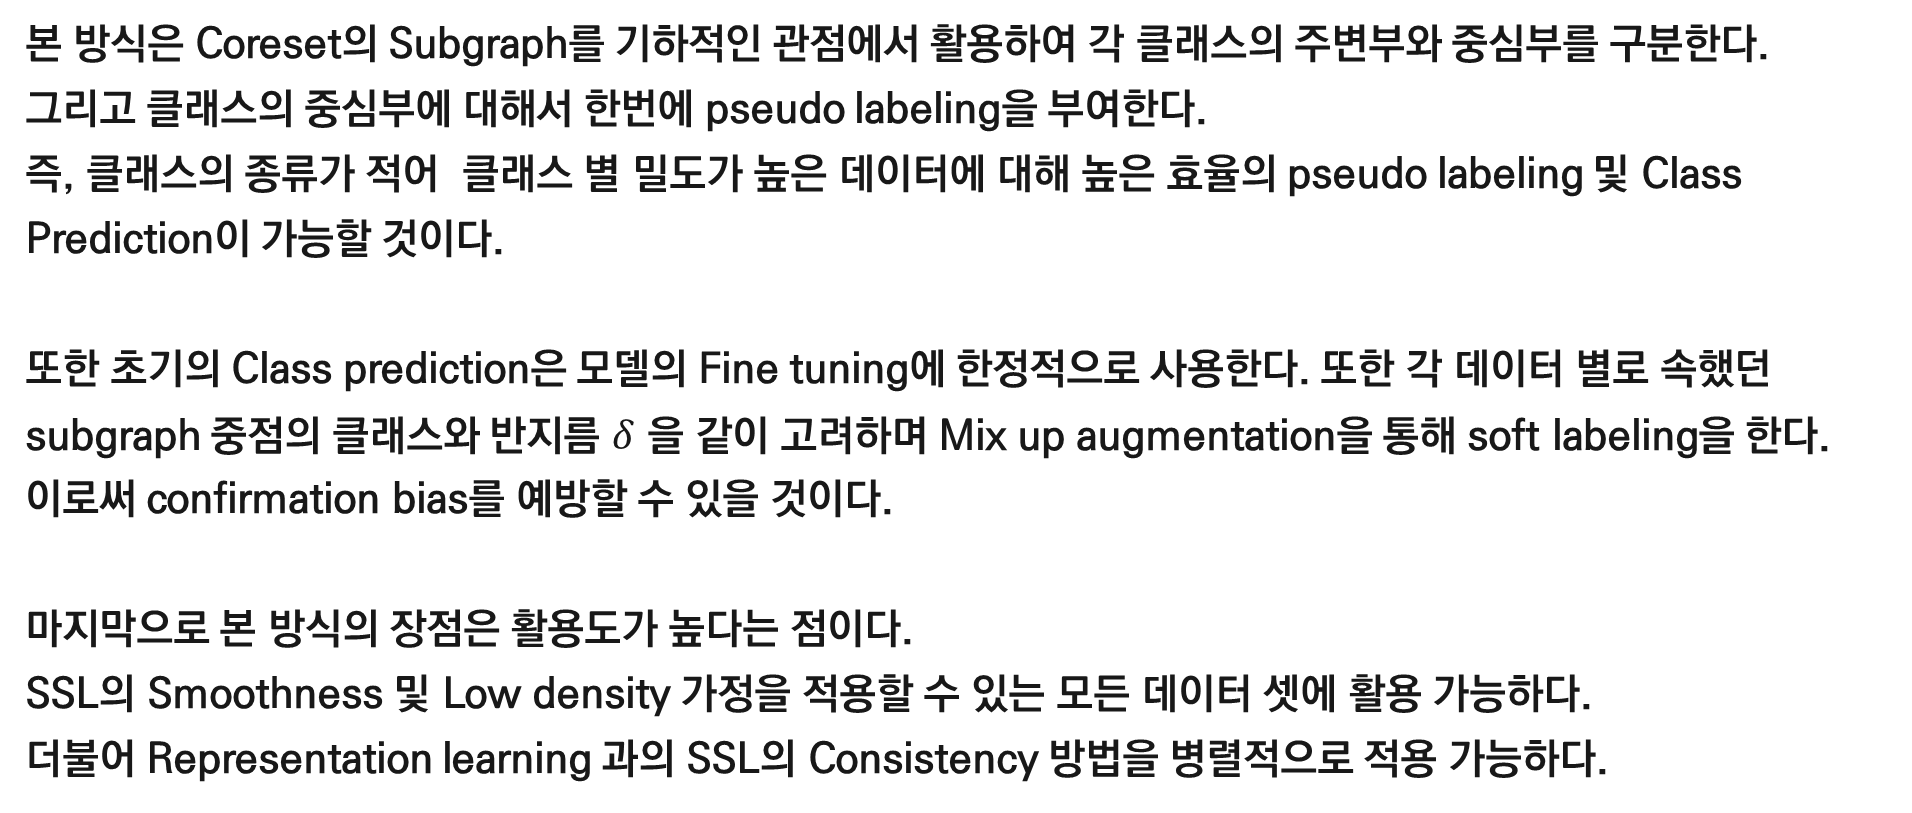 본 방식은 Coreset의 Subgraph를 기하적인 관점에서 활용하여 각 클래스의 주변부와 중심부를 구분한다.
그리고 클래스의 중심부에 대해서 한번에 pseudo labeling을 부여한다.
즉, 클래스의 종류가 적어  클래스 별 밀도가 높은 데이터에 대해 높은 효율의 pseudo labeling 및 Class
Prediction이 가능할 것이다.
또한 초기의 Class prediction은 모델의 Fine tuning에 한정적으로 사용한다. 또한 각 데이터 별로 속했던
subgraph 중점의 클래스와 반지름 δ 을 같이 고려하며 Mix up augmentation을 통해 soft labeling을 한다.
이로써 confirmation bias를 예방할 수 있을 것이다.
마지막으로 본 방식의 장점은 활용도가 높다는 점이다.
SSL의 Smoothness 및 Low density 가정을 적용할 수 있는 모든 데이터 셋에 활용 가능하다.
더불어 Representation learning 과의 SSL의 Consistency 방법을 병렬적으로 적용 가능하다.